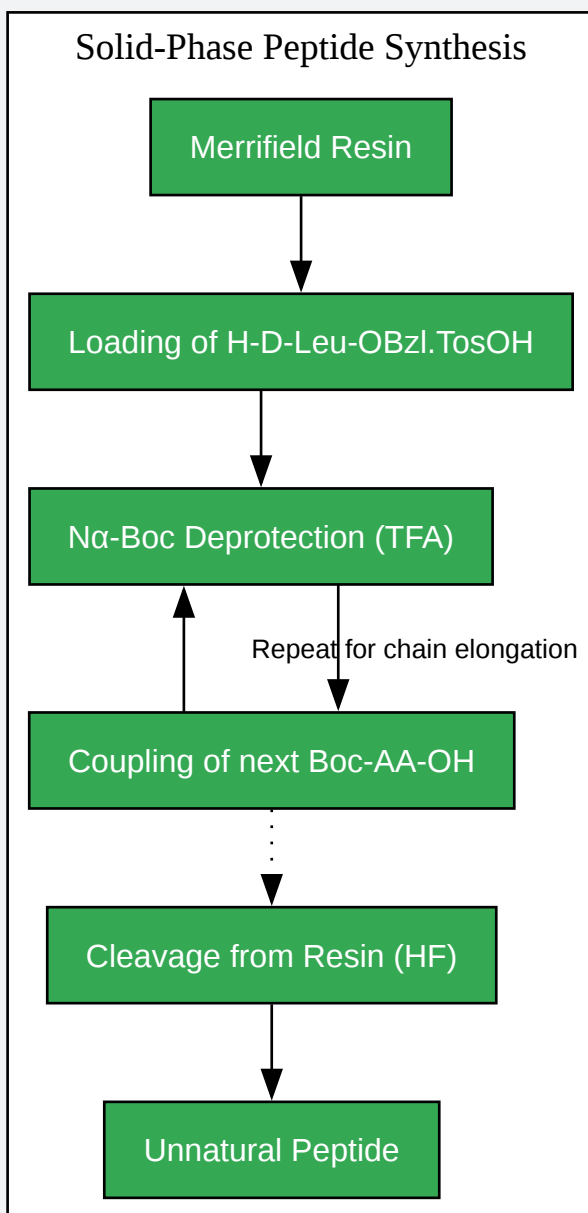 Solid-Phase Peptide Synthesis
Merrifield Resin
Loading of H-D-Leu-OBzl.TosOH
Nα-Boc Deprotection (TFA)
Repeat for chain elongation
Coupling of next Boc-AA-OH
Cleavage from Resin (HF)
Unnatural Peptide